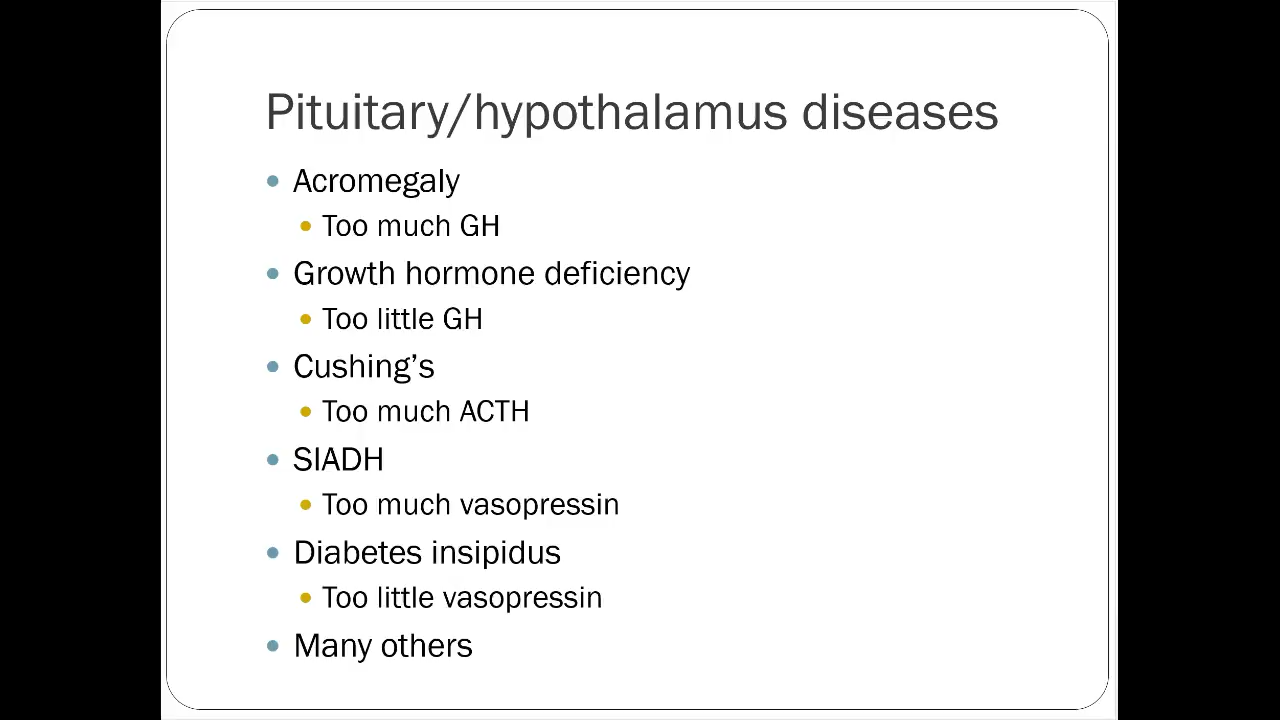 Pituitary/hypothalamus diseases
Acromegaly
Too much GH
Growth hormone deficiency
Too little GH
Cushing’s
Too much ACTH
SIADH
Too much vasopressin
Diabetes insipidus
Too little vasopressin
Many others